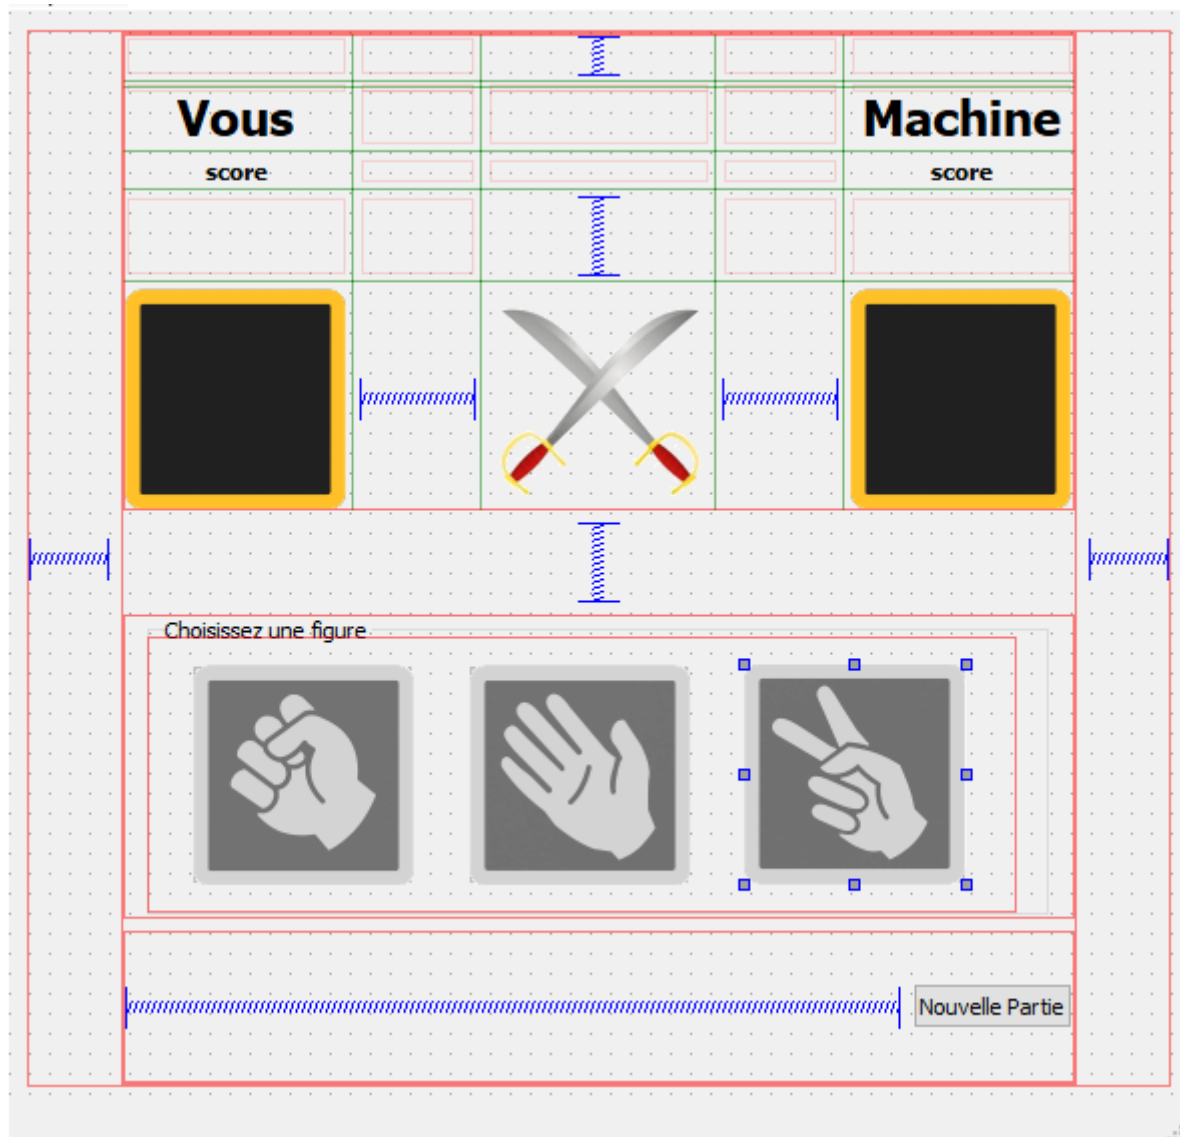 Vous
Machine
score
score
Choisissez une figure
Nouvelle Partie